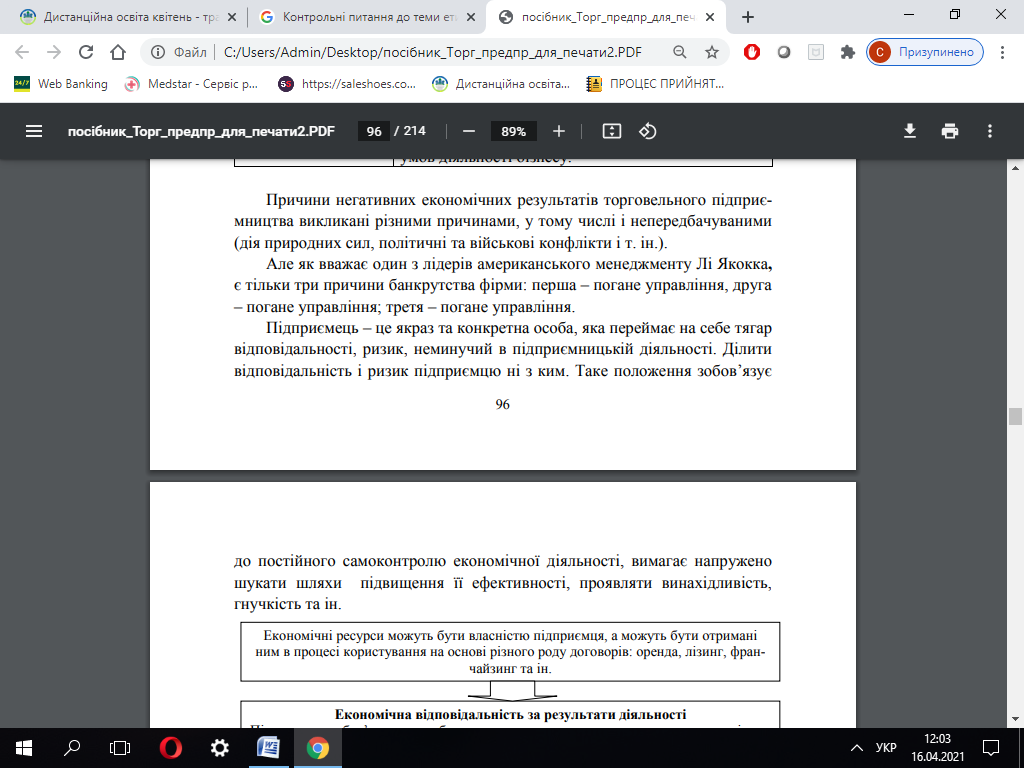 Дистанційна освіта квітень - тра
Контрольні питання до теми ети
посібник_Торг_предпр_для_печ
Файл
C:/Users/Admin/Desktop/посібник_Торг_предпр_для_печати2.PDF
С
Призупинено
24/7
Web Banking
Medstar - Сервіс р...
SS
https://saleshoes.co...
Дистанційна освіта...
ПРОЦЕС ПРИЙНЯТ...
посібник_Торг_предпр_для_печати2.PDF
96 / 214
89%
умов діяльності бізнесу.
Причини негативних економічних результатів торговельного підприє-
мництва викликані різними причинами, у тому числі і непередбачуваними
(дія природних сил, політичні та військові конфлікти і т. ін.).
Але як вважає один з лідерів американського менеджменту Лі Якокка,
є тільки три причини банкрутства фірми: перша – погане управління, друга
– погане управління; третя – погане управління.
Підприємець – це якраз та конкретна особа, яка переймає на себе тягар
відповідальності, ризик, неминучий в підприємницькій діяльності. Ділити
відповідальність і ризик підприємцю ні з ким. Таке положення зобов’язує
96
до постійного самоконтролю економічної діяльності, вимагає напружено
шукати шляхи підвищення її ефективності, проявляти винахідливість,
гнучкість та ін.
Економічні ресурси можуть бути власністю підприємця, а можуть бути отримані
ним в процесі користування на основі різного роду договорів: оренда, лізинг, фран-
чайзинг та ін.
Економічна відповідальність за результати діяльності
УКР
12:03
16.04.2021